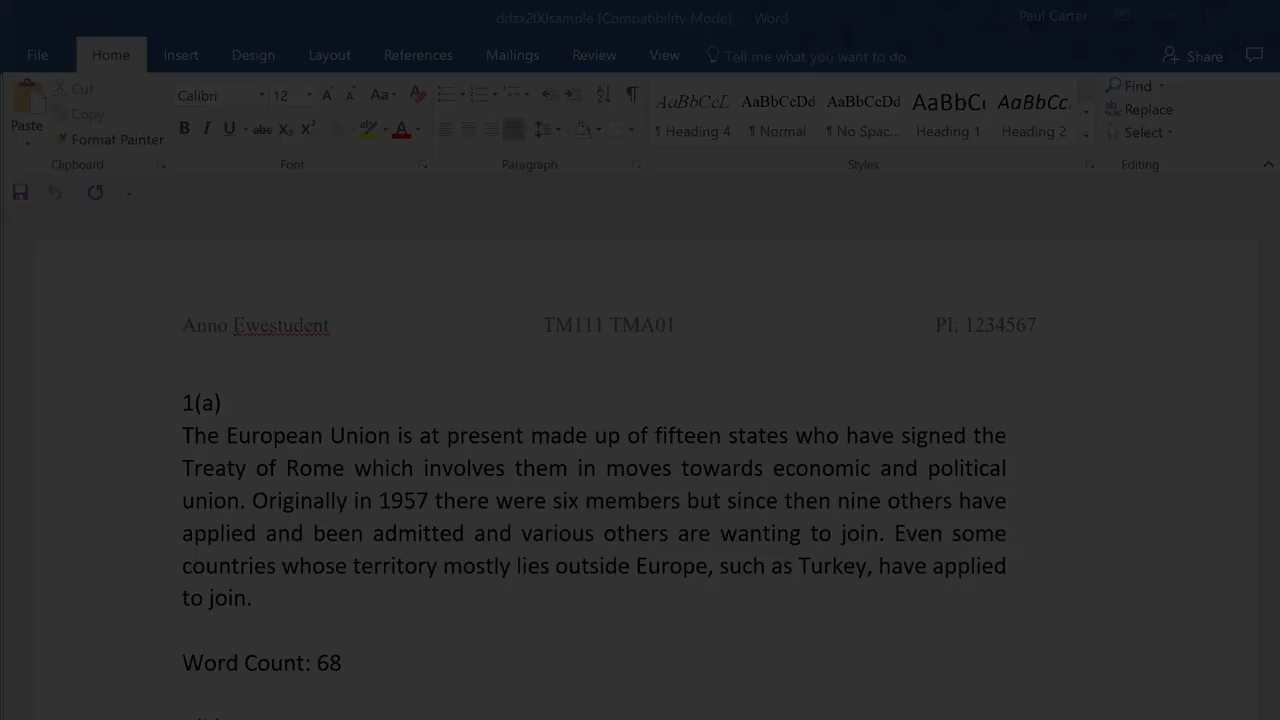 ddzx200sample [Compatibility Mode] - Word
Paul Carter
File Home Insert Design Layout References Mailings Review View Tell me what you want to do. Share
Paste
Cut
Copy
Format Painter
Clipboard
Calibri 12 Aa
B I U abc X₂ X² A
Font
Paragraph
AaBbCcL AaBbCcDd AaBbCcDd AaBbC AaBbCc.
¶ Heading 4 ¶ Normal ¶ No Spac... Heading 1 Heading 2
Styles
Find
Replace
Select
Editing
Anno Ewestudent TM111 TMA01 PI: 1234567
1(a)
The European Union is at present made up of fifteen states who have signed the
Treaty of Rome which involves them in moves towards economic and political
union. Originally in 1957 there were six members but since then nine others have
applied and been admitted and various others are wanting to join. Even some
countries whose territory mostly lies outside Europe, such as Turkey, have applied
to join.
Word Count: 68